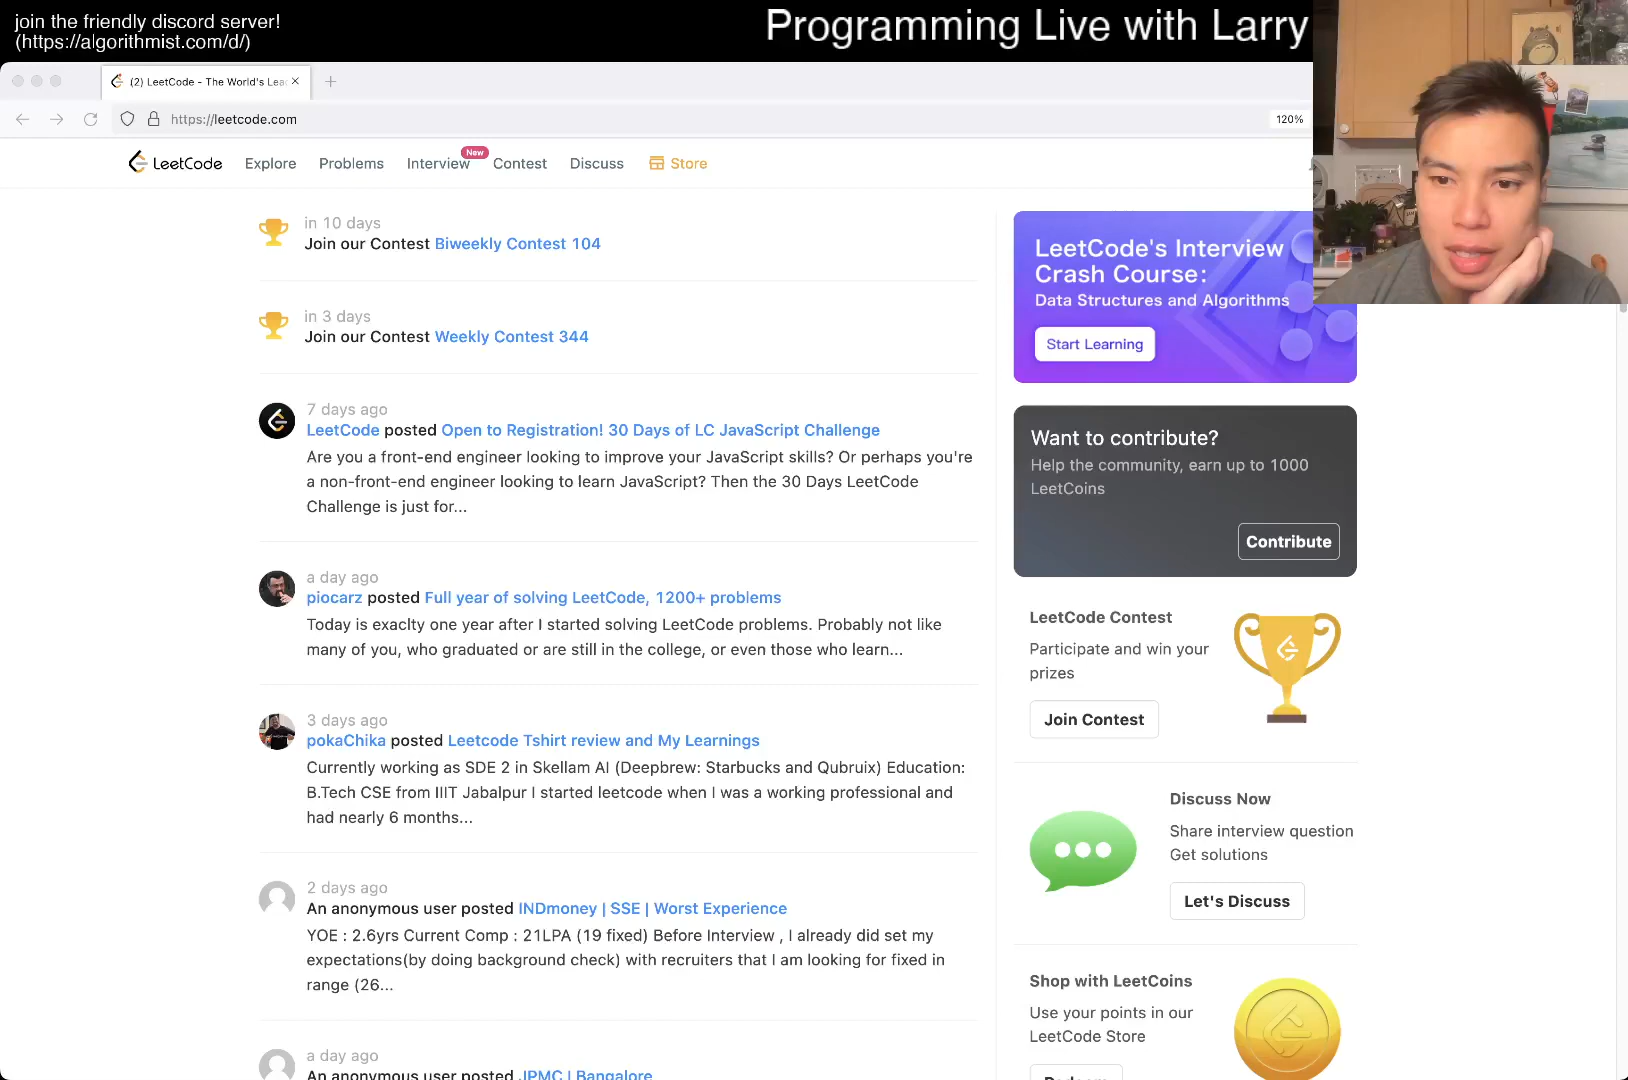 join the friendly discord server!
(https://algorithmist.com/d/)
Programming Live with Larry
(2) LeetCode - The World's Lea
https://leetcode.com
120%
LeetCode
Explore
Problems
Interview
New
Contest
Discuss
Store
in 10 days
Join our Contest Biweekly Contest 104
in 3 days
Join our Contest Weekly Contest 344
7 days ago
LeetCode posted Open to Registration! 30 Days of LC JavaScript Challenge
Are you a front-end engineer looking to improve your JavaScript skills? Or perhaps you're
a non-front-end engineer looking to learn JavaScript? Then the 30 Days LeetCode
Challenge is just for...
a day ago
piocarz posted Full year of solving LeetCode, 1200+ problems
Today is exaclty one year after I started solving LeetCode problems. Probably not like
many of you, who graduated or are still in the college, or even those who learn...
3 days ago
pokaChika posted Leetcode Tshirt review and My Learnings
Currently working as SDE 2 in Skellam AI (Deepbrew: Starbucks and Qubruix) Education:
B.Tech CSE from IIIT Jabalpur I started leetcode when I was a working professional and
had nearly 6 months...
2 days ago
An anonymous user posted INDmoney | SSE | Worst Experience
YOE : 2.6yrs Current Comp : 21LPA (19 fixed) Before Interview , I already did set my
expectations(by doing background check) with recruiters that I am looking for fixed in
range (26...
a day ago
An anonymous user posted JPMC | Bangalore
LeetCode's Interview
Crash Course:
Data Structures and Algorithms
Start Learning
Want to contribute?
Help the community, earn up to 1000
LeetCoins
Contribute
LeetCode Contest
Participate and win your
prizes
Join Contest
Discuss Now
Share interview question
Get solutions
Let's Discuss
Shop with LeetCoins
Use your points in our
LeetCode Store
Redeem